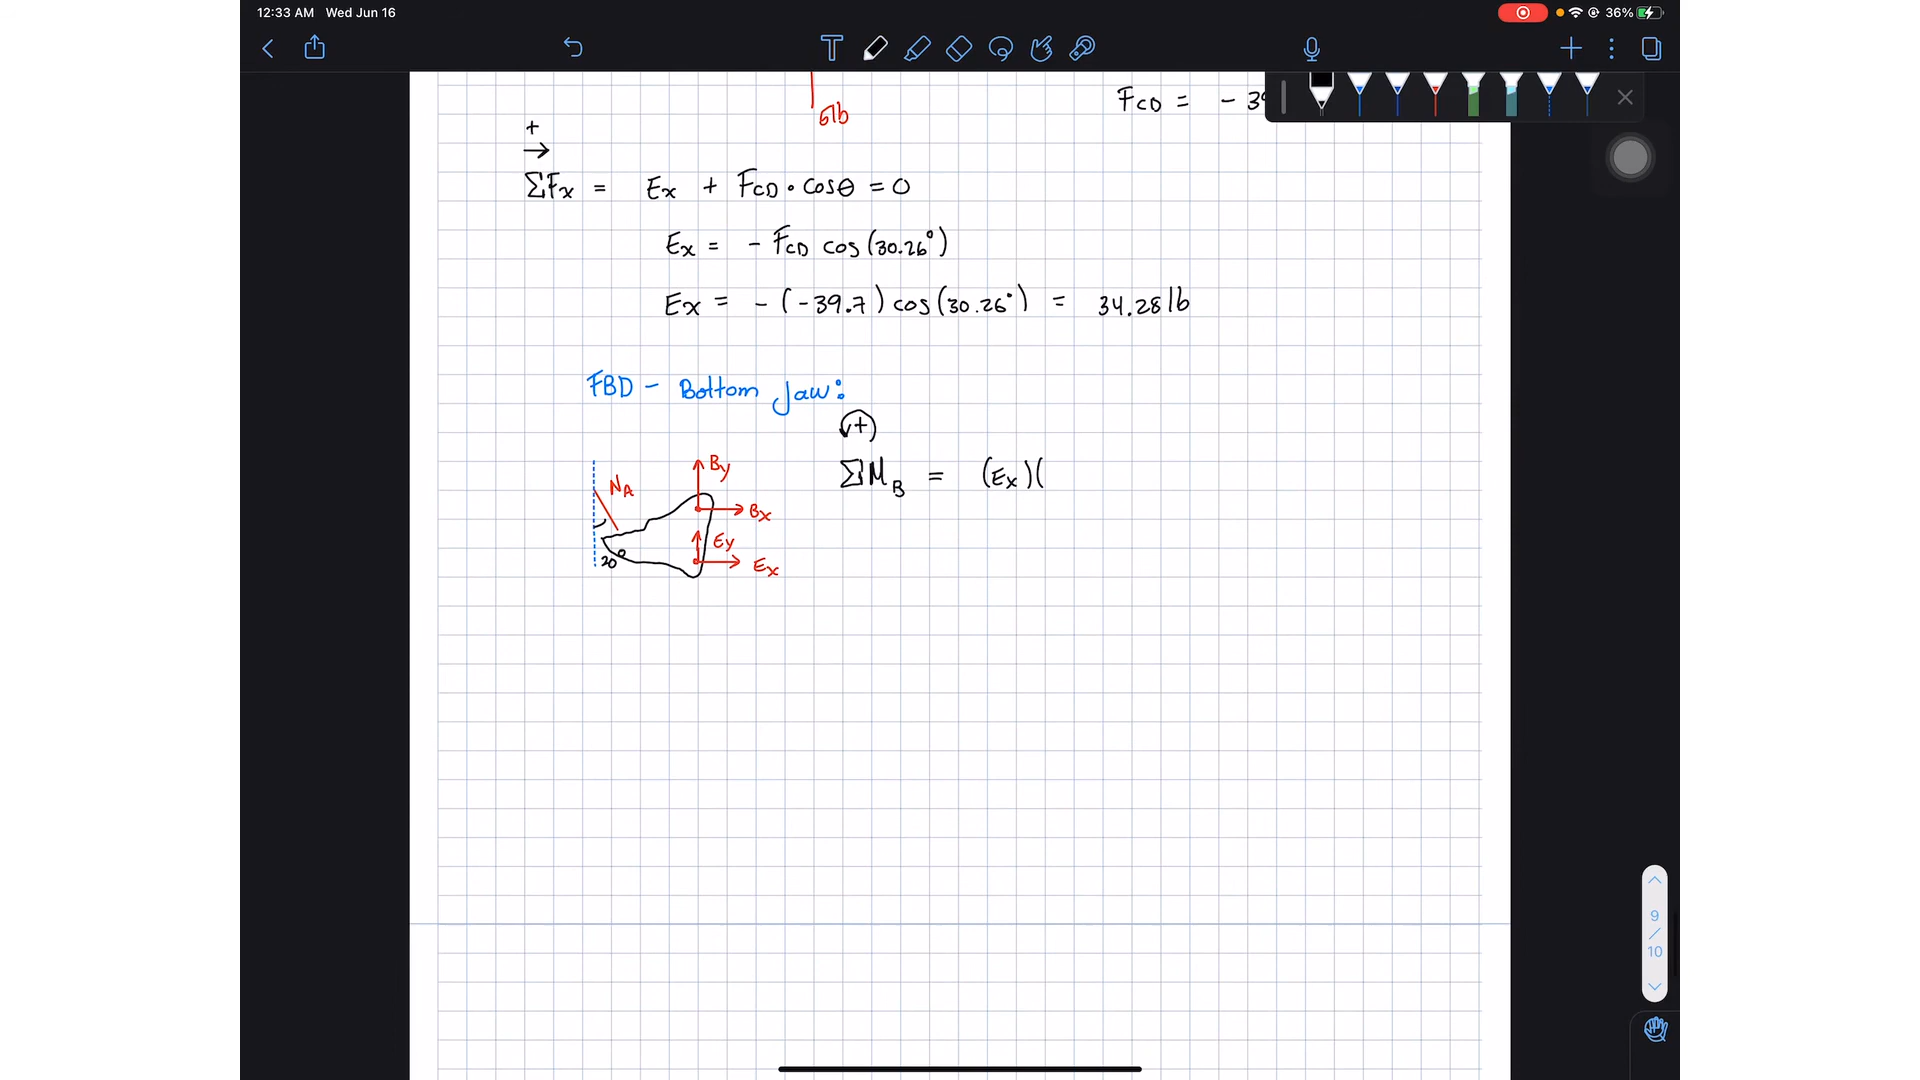 12:33 AM Wed Jun 16
36%
6lb
FCD = - 3
+
→
ΣFx = Ex + FCD • cosθ = 0
Ex = - FCD cos(30.26°)
Ex = - (-39.7) cos(30.26°) = 34.28 lb
FBD - Bottom Jaw:
+
ΣMB = (Ex)(
By
NA
Bx
Ey
Ex
20°
9
/
10